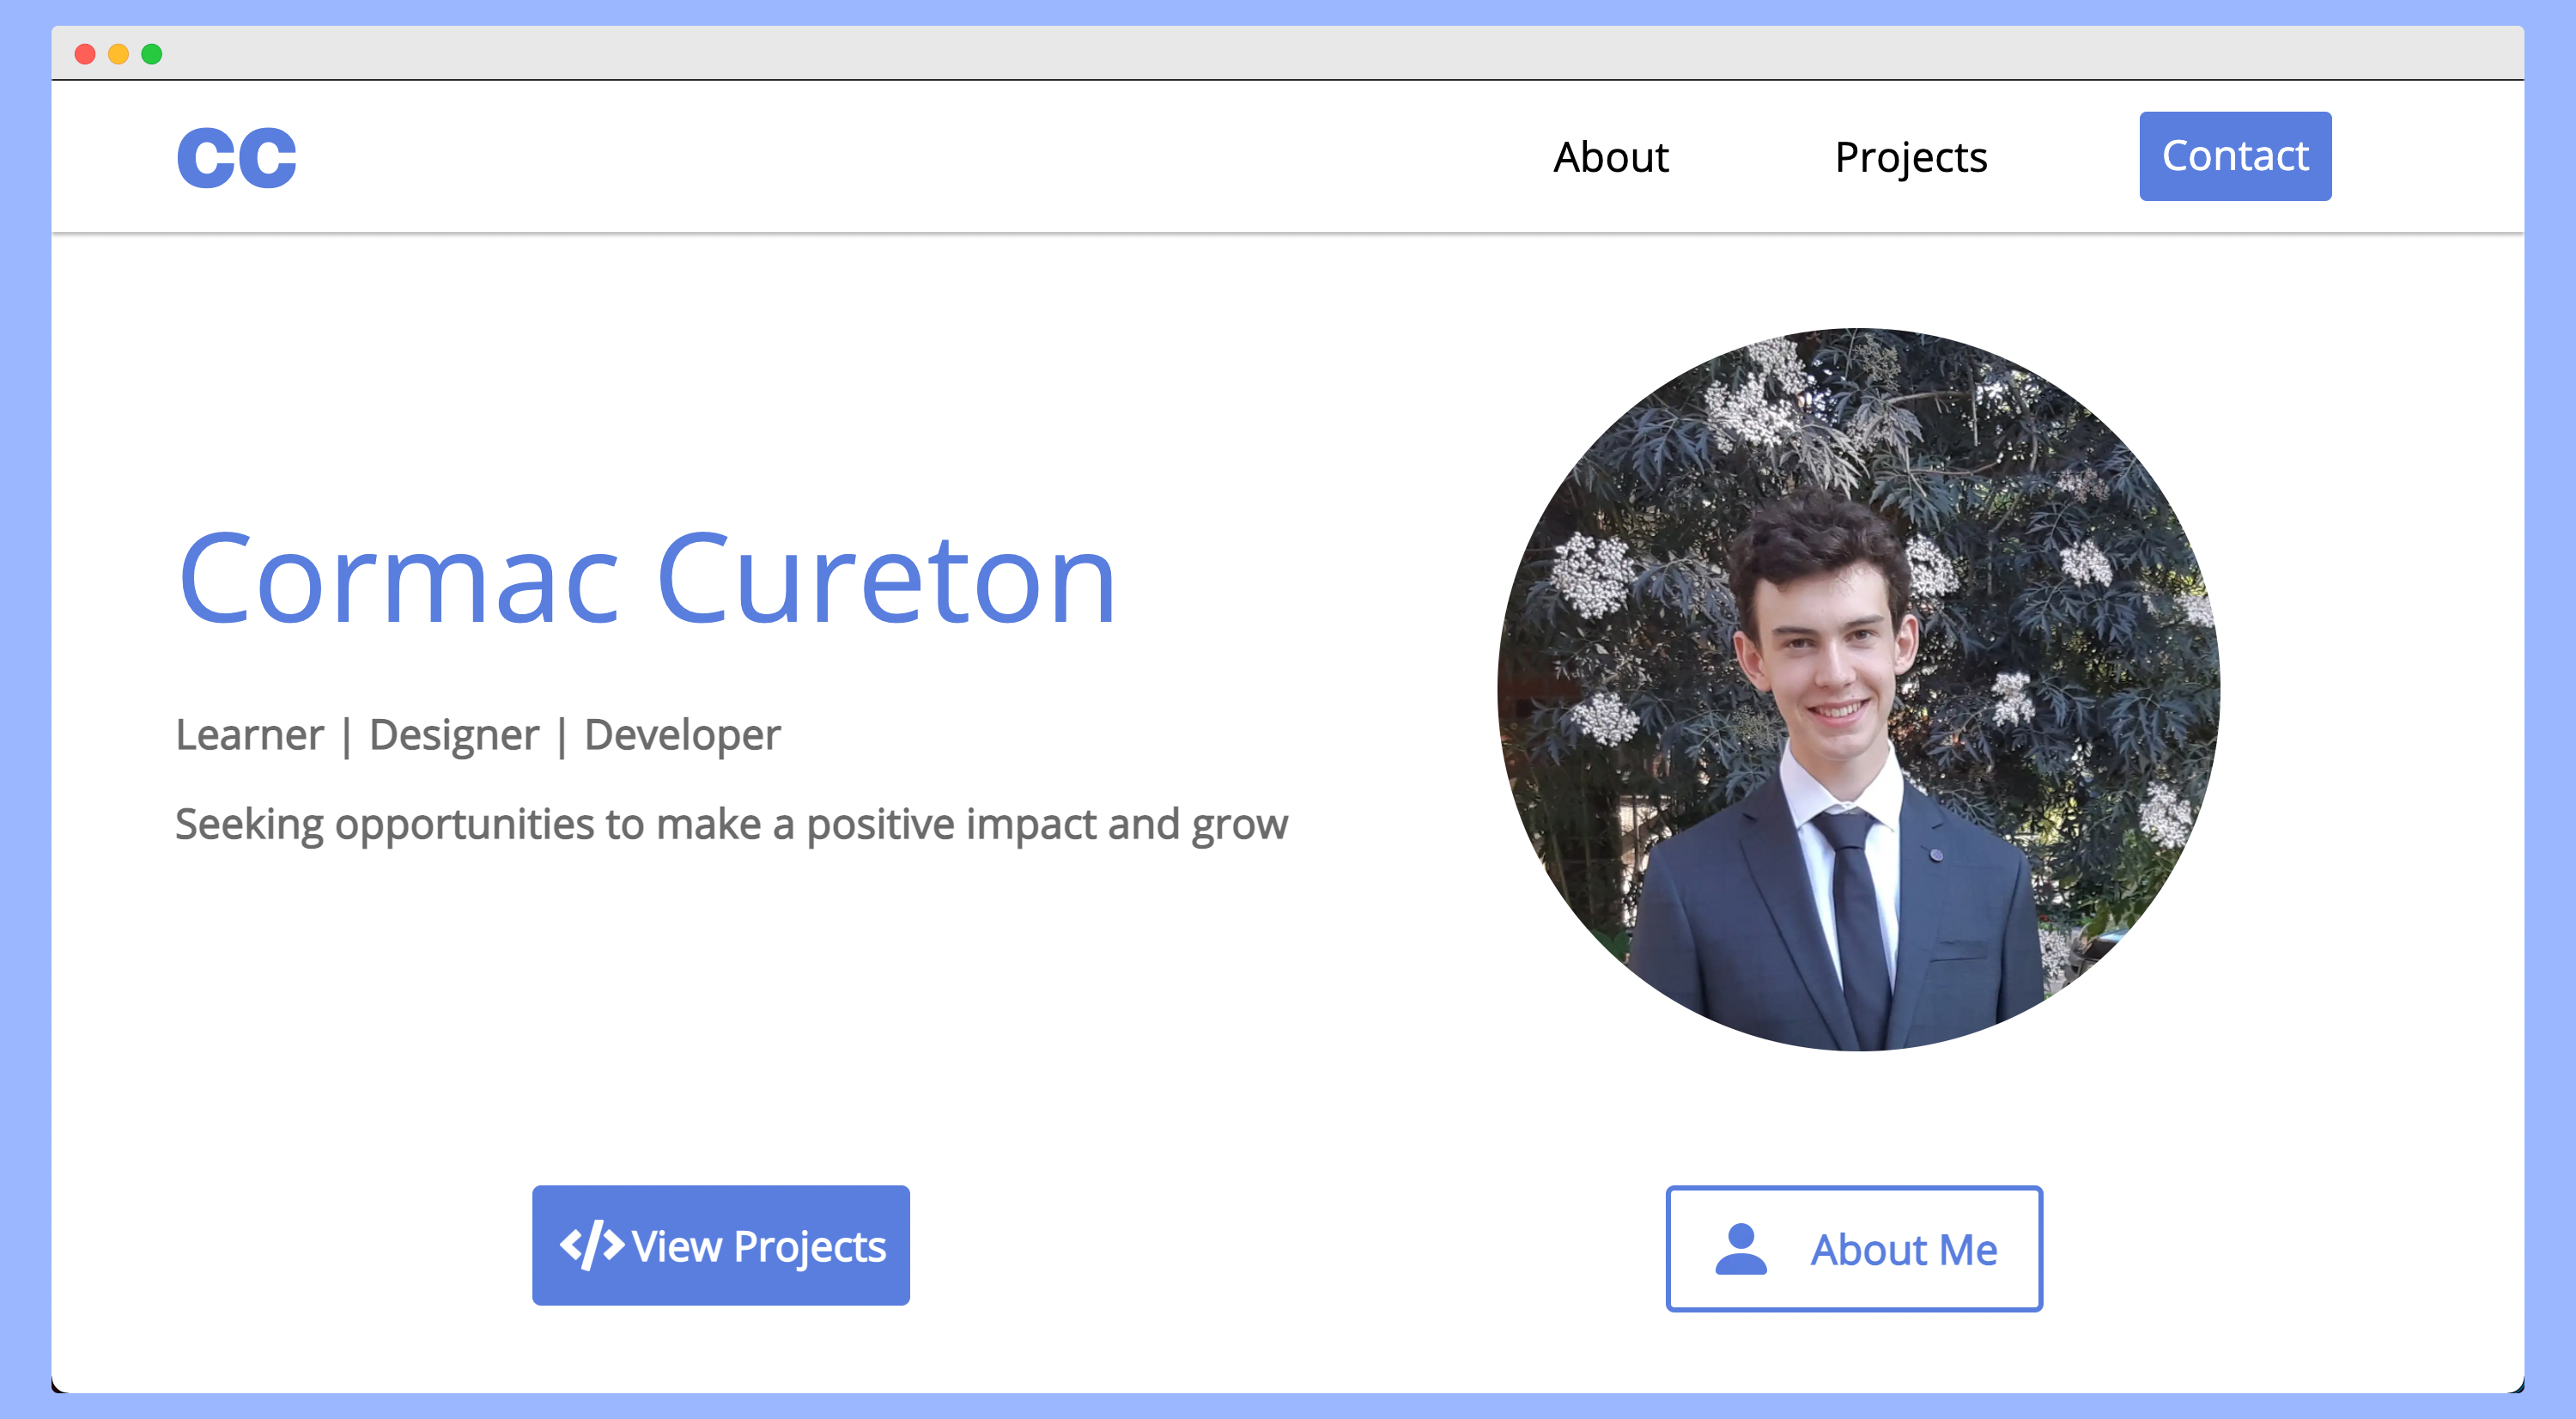 CC
About Projects Contact
Cormac Cureton
Learner | Designer | Developer
Seeking opportunities to make a positive impact and grow
</> View Projects
About Me